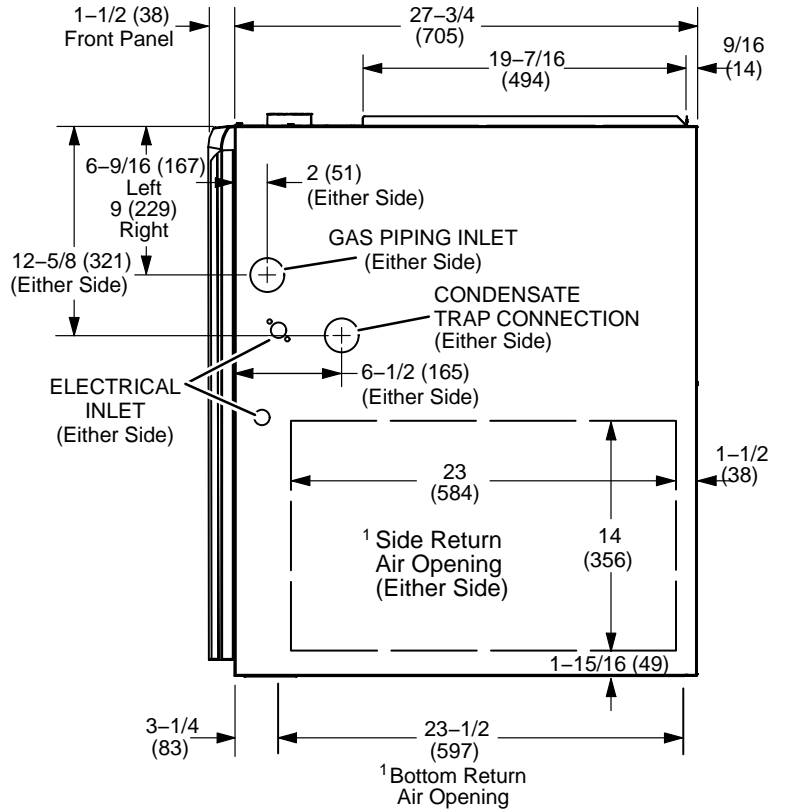 1–1/2 (38)
Front Panel
27–3/4
(705)
9/16
(14)
19–7/16
(494)
6–9/16 (167)
Left
9 (229)
Right
2 (51)
(Either Side)
12–5/8 (321)
(Either Side)
GAS PIPING INLET
(Either Side)
CONDENSATE
TRAP CONNECTION
(Either Side)
6–1/2 (165)
(Either Side)
ELECTRICAL
INLET
(Either Side)
1–1/2
(38)
23
(584)
14
(356)
1 Side Return
Air Opening
(Either Side)
1–15/16 (49)
3–1/4
(83)
23–1/2
(597)
1 Bottom Return
Air Opening